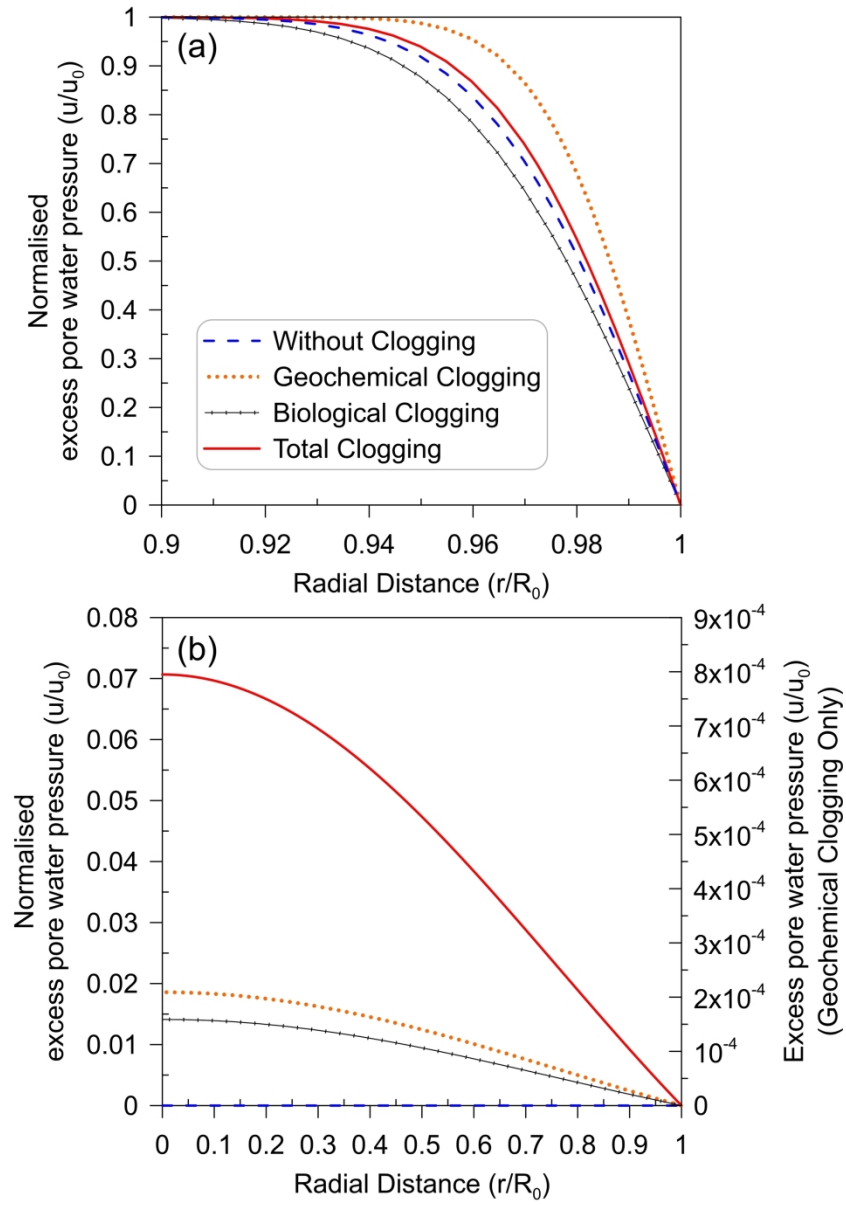 (a)
1
0.9
0.8
0.7
0.6
0.5
0.4
0.3
0.2
0.1
0
Normalised
excess pore water pressure (u/u₀)
Without Clogging
Geochemical Clogging
Biological Clogging
Total Clogging
0.9 0.92 0.94 0.96 0.98 1
Radial Distance (r/R₀)
(b)
0.08
0.07
0.06
0.05
0.04
0.03
0.02
0.01
0
Normalised
excess pore water pressure (u/u₀)
9x10⁻⁴
8x10⁻⁴
7x10⁻⁴
6x10⁻⁴
5x10⁻⁴
4x10⁻⁴
3x10⁻⁴
2x10⁻⁴
10⁻⁴
0
Excess pore water pressure (u/u₀)
(Geochemical Clogging Only)
0 0.1 0.2 0.3 0.4 0.5 0.6 0.7 0.8 0.9 1
Radial Distance (r/R₀)